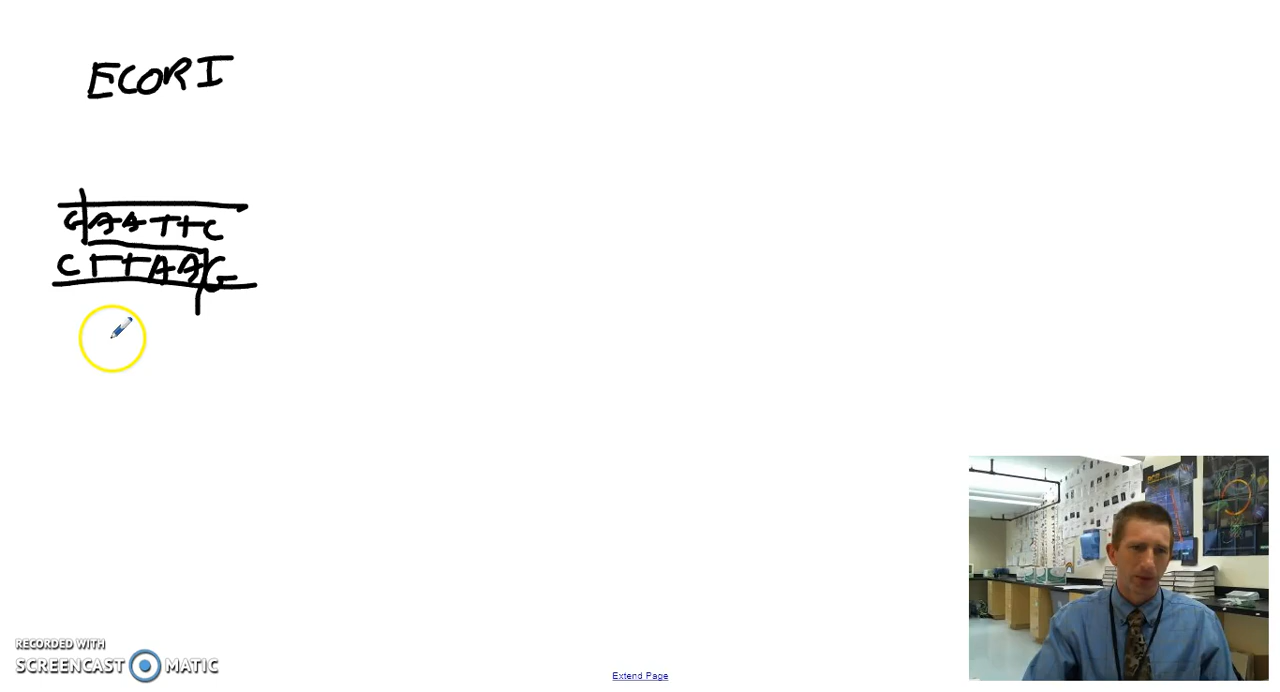 ECORI
GAATTC
CTTAAG
RECORDED WITH
SCREENCAST MATIC
Extend Page